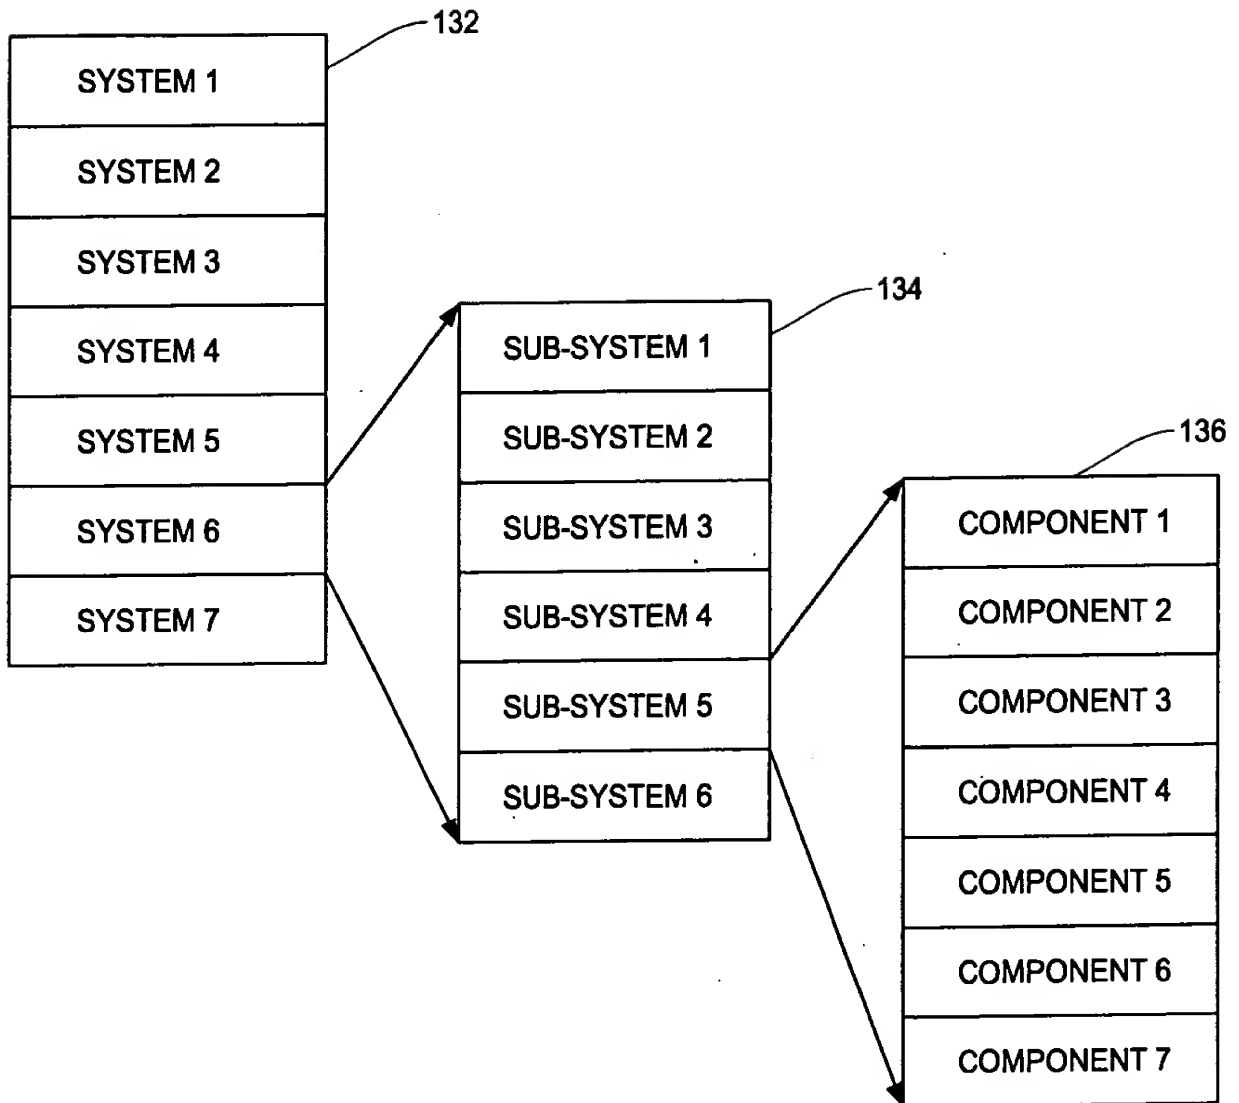 132
SYSTEM 1
SYSTEM 2
SYSTEM 3
SYSTEM 4
SYSTEM 5
SYSTEM 6
SYSTEM 7
134
SUB-SYSTEM 1
SUB-SYSTEM 2
SUB-SYSTEM 3
SUB-SYSTEM 4
SUB-SYSTEM 5
SUB-SYSTEM 6
136
COMPONENT 1
COMPONENT 2
COMPONENT 3
COMPONENT 4
COMPONENT 5
COMPONENT 6
COMPONENT 7